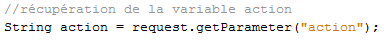 //récupération de la variable action
String action = request.getParameter("action");